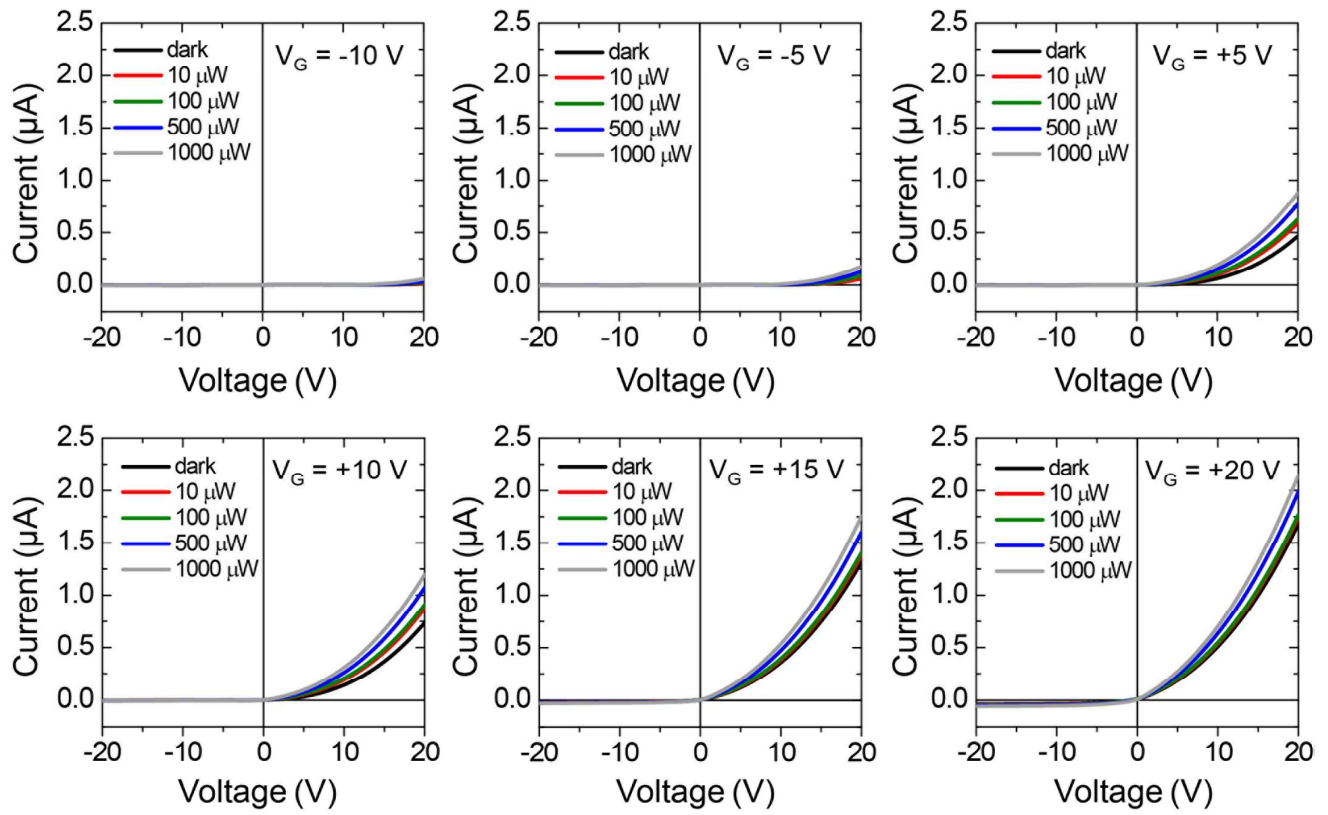 2.5
2.0
1.5
1.0
0.5
0.0
Current (µA)
dark
10 µW
100 µW
500 µW
1000 µW
V_G = -10 V
-20 -10 0 10 20
Voltage (V)
2.5
2.0
1.5
1.0
0.5
0.0
Current (µA)
dark
10 µW
100 µW
500 µW
1000 µW
V_G = -5 V
-20 -10 0 10 20
Voltage (V)
2.5
2.0
1.5
1.0
0.5
0.0
Current (µA)
dark
10 µW
100 µW
500 µW
1000 µW
V_G = +5 V
-20 -10 0 10 20
Voltage (V)
2.5
2.0
1.5
1.0
0.5
0.0
Current (µA)
dark
10 µW
100 µW
500 µW
1000 µW
V_G = +10 V
-20 -10 0 10 20
Voltage (V)
2.5
2.0
1.5
1.0
0.5
0.0
Current (µA)
dark
10 µW
100 µW
500 µW
1000 µW
V_G = +15 V
-20 -10 0 10 20
Voltage (V)
2.5
2.0
1.5
1.0
0.5
0.0
Current (µA)
dark
10 µW
100 µW
500 µW
1000 µW
V_G = +20 V
-20 -10 0 10 20
Voltage (V)